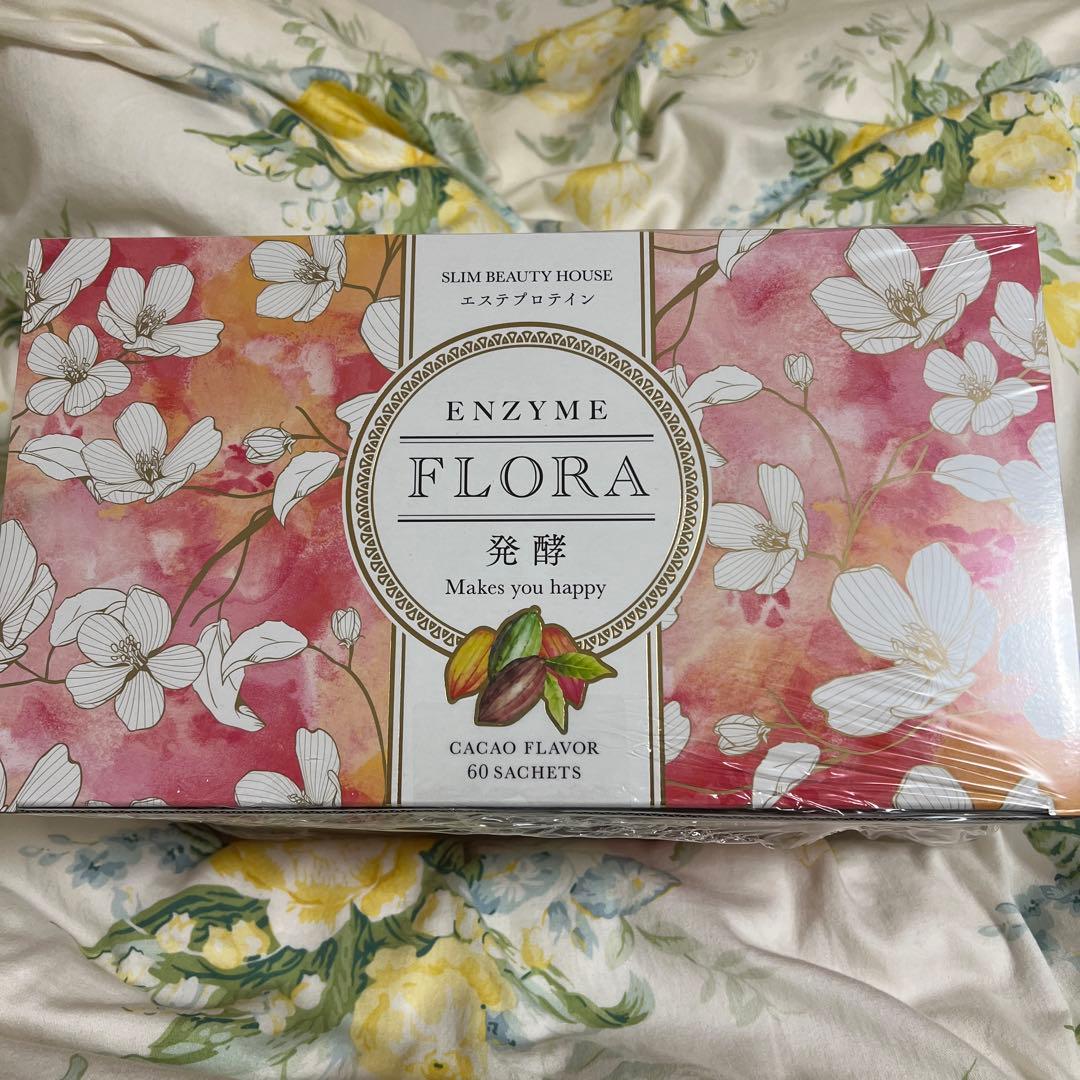 SLIM BEAUTY HOUSE
エステプロテイン
ENZYME
FLORA
発酵
Makes you happy
CACAO FLAVOR
60 SACHETS